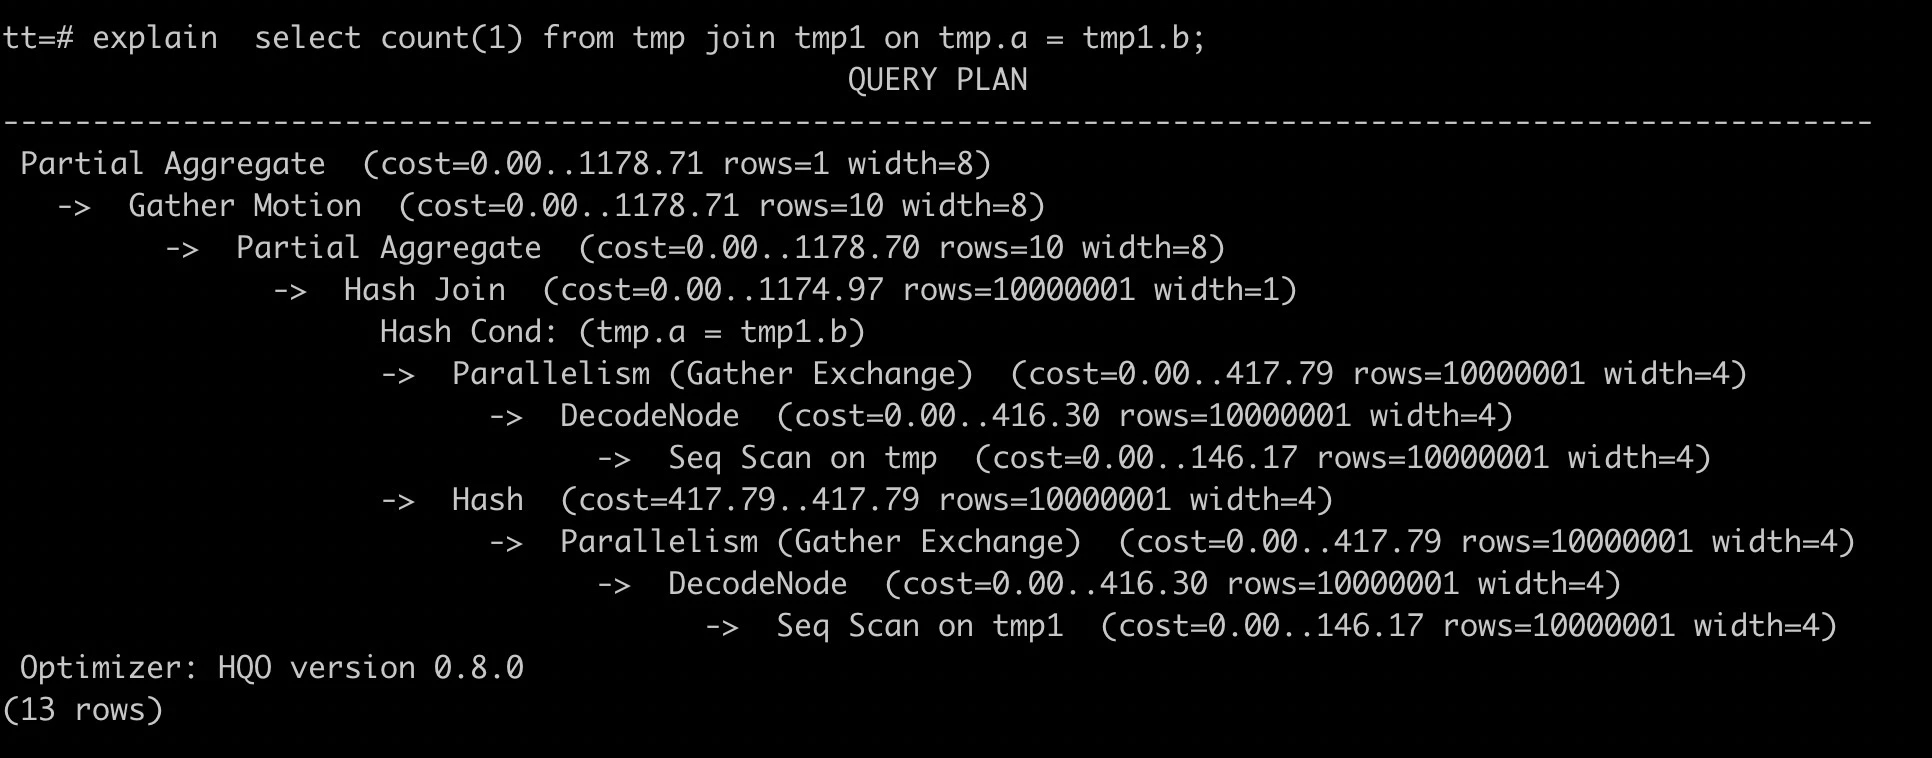 tt=# explain  select count(1) from tmp join tmp1 on tmp.a = tmp1.b;
                                               QUERY PLAN
--------------------------------------------------------------------------------------------------------
 Partial Aggregate  (cost=0.00..1178.71 rows=1 width=8)
   ->  Gather Motion  (cost=0.00..1178.71 rows=10 width=8)
         ->  Partial Aggregate  (cost=0.00..1178.70 rows=10 width=8)
               ->  Hash Join  (cost=0.00..1174.97 rows=10000001 width=1)
                     Hash Cond: (tmp.a = tmp1.b)
                     ->  Parallelism (Gather Exchange)  (cost=0.00..417.79 rows=10000001 width=4)
                           ->  DecodeNode  (cost=0.00..416.30 rows=10000001 width=4)
                                 ->  Seq Scan on tmp  (cost=0.00..146.17 rows=10000001 width=4)
                     ->  Hash  (cost=417.79..417.79 rows=10000001 width=4)
                           ->  Parallelism (Gather Exchange)  (cost=0.00..417.79 rows=10000001 width=4)
                                 ->  DecodeNode  (cost=0.00..416.30 rows=10000001 width=4)
                                       ->  Seq Scan on tmp1  (cost=0.00..146.17 rows=10000001 width=4)
 Optimizer: HQO version 0.8.0
(13 rows)